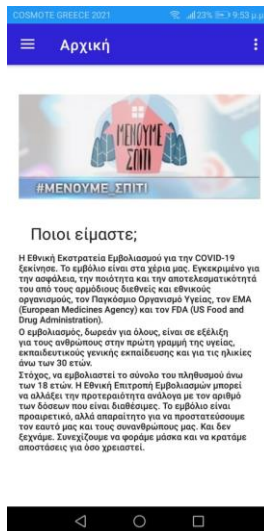 COSMOTE GREECE 2021 23% 9:53 μ.μ.
Αρχική
ΜΕΝΟΥΜΕ
ΣΠΙΤΙ
#ΜΕΝΟΥΜΕ_ΣΠΙΤΙ
Ποιοι είμαστε;
Η Εθνική Εκστρατεία Εμβολιασμού για την COVID-19
ξεκίνησε. Το εμβόλιο είναι στα χέρια μας. Εγκεκριμένο για
την ασφάλεια, την ποιότητα και την αποτελεσματικότητά
του από τους αρμόδιους διεθνείς και εθνικούς
οργανισμούς, τον Παγκόσμιο Οργανισμό Υγείας, τον EMA
(European Medicines Agency) και τον FDA (US Food and
Drug Administration).
Ο εμβολιασμός, δωρεάν για όλους, είναι σε εξέλιξη
για τους ανθρώπους στην πρώτη γραμμή της υγείας,
εκπαιδευτικούς γενικής εκπαίδευσης και για τις ηλικίες
άνω των 30 ετών.
Στόχος, να εμβολιαστεί το σύνολο του πληθυσμού άνω
των 18 ετών. Η Εθνική Επιτροπή Εμβολιασμών μπορεί
να αλλάξει την προτεραιότητα ανάλογα με τον αριθμό
των δόσεων που είναι διαθέσιμες. Το εμβόλιο είναι
προαιρετικό, αλλά απαραίτητο για να προστατεύσουμε
τον εαυτό μας και τους συνανθρώπους μας. Και δεν
ξεχνάμε. Συνεχίζουμε να φοράμε μάσκα και να κρατάμε
αποστάσεις για όσο χρειαστεί.